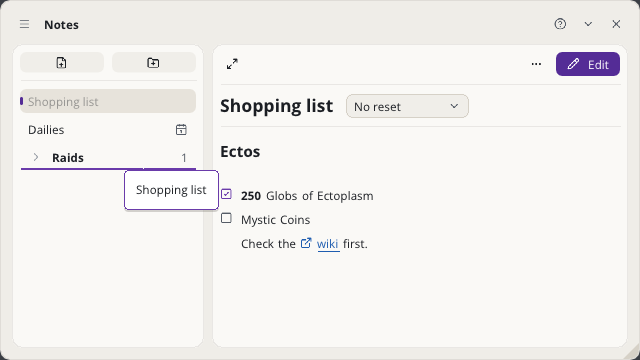 Notes
Shopping list
Dailies
Raids 1
Shopping list
Edit
Shopping list No reset
Ectos
250 Globs of Ectoplasm
Mystic Coins
Check the wiki first.